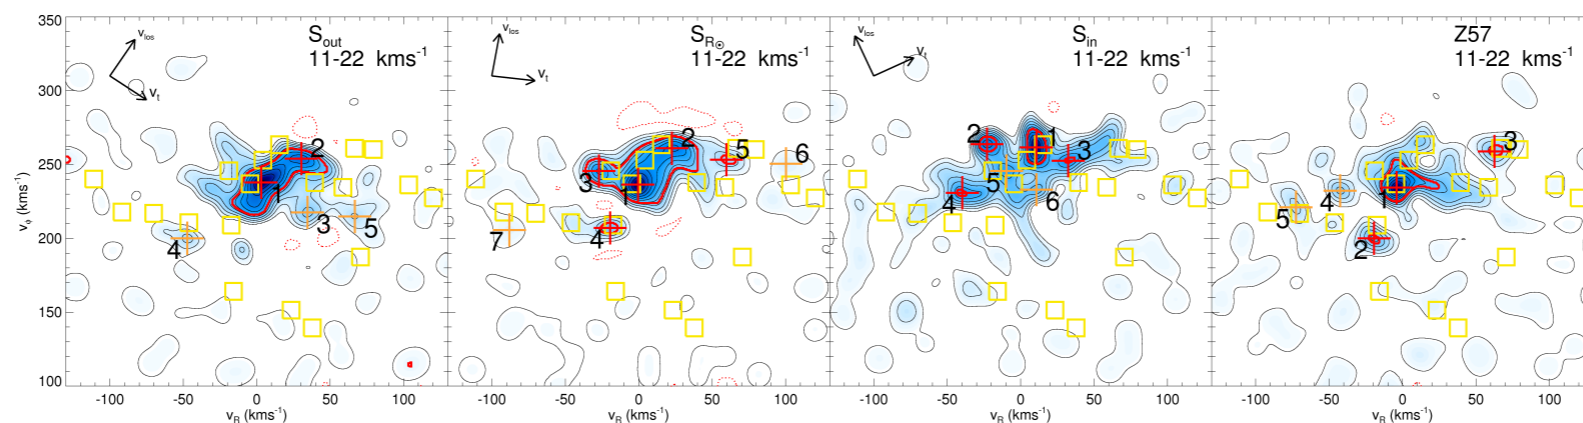 S_out
11-22 kms⁻¹
v_los
v_t
1
2
3
4
5
S_R⊙
11-22 kms⁻¹
v_los
v_t
1
2
3
4
5
6
7
S_in
11-22 kms⁻¹
v_los
v_t
1
2
3
4
5
6
Z57
11-22 kms⁻¹
1
2
3
4
5
350
300
250
200
150
100
v_ϕ (kms⁻¹)
-100 -50 0 50 100
-100 -50 0 50 100
-100 -50 0 50 100
-100 -50 0 50 100
v_R (kms⁻¹)
v_R (kms⁻¹)
v_R (kms⁻¹)
v_R (kms⁻¹)